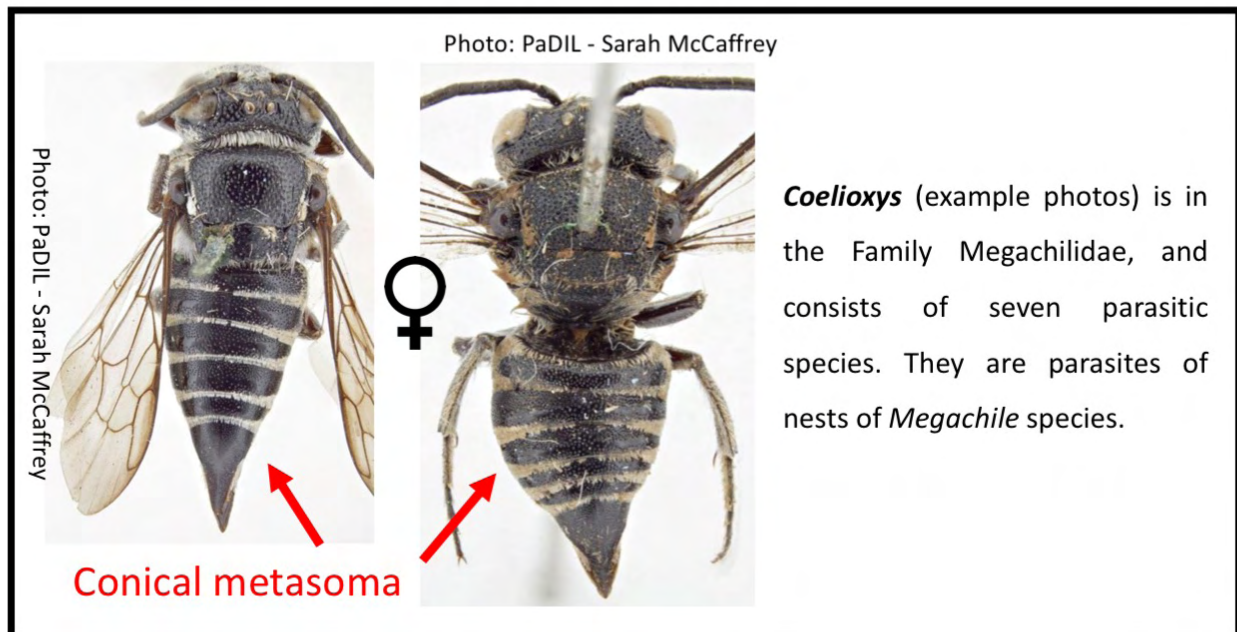 Photo: PaDIL - Sarah McCaffrey
Photo: PaDIL - Sarah McCaffrey
Coelioxys (example photos) is in
the Family Megachilidae, and
consists of seven parasitic
species. They are parasites of
nests of Megachile species.
Conical metasoma